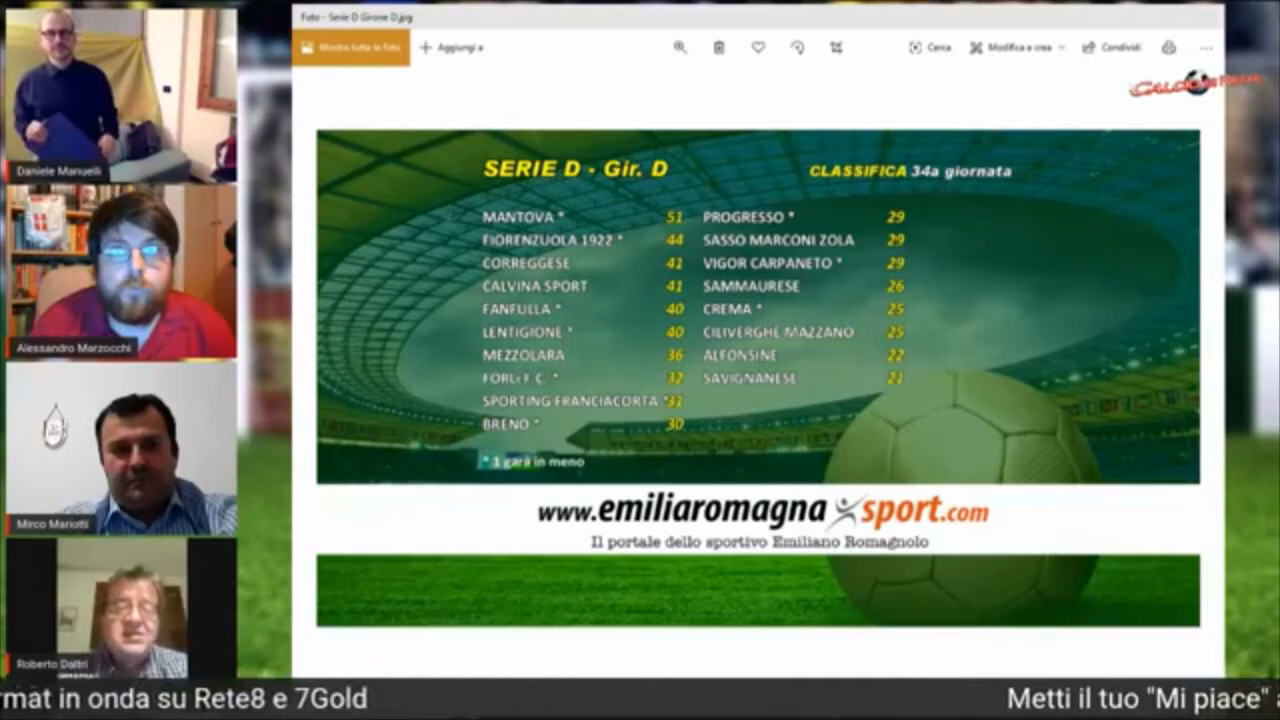 Foto - Serie D Girone D.jpg
Mostra tutte le foto
Aggiungi a
Cerca
Modifica e crea
Condividi
SERIE D - Gir. D
CLASSIFICA 34a giornata
MANTOVA * 51 PROGRESSO * 29
FIORENZUOLA 1922 * 44 SASSO MARCONI ZOLA 29
CORREGGESE 41 VIGOR CARPANETO * 29
CALVINA SPORT 41 SAMMAURESE 26
FANFULLA * 40 CREMA * 25
LENTIGIONE * 40 CILIVERGHE MAZZANO 25
MEZZOLARA 36 ALFONSINE 22
FORLI F.C. * 32 SAVIGNANESE 21
SPORTING FRANCIACORTA *31
BRENO * 30
* 1 gara in meno
www.emiliaromagnasport.com
Il portale dello sportivo Emiliano Romagnolo
Daniele Manuelli
Alessandro Marzocchi
Mirco Mariotti
Roberto Daltri
rmat in onda su Rete8 e 7Gold
Metti il tuo "Mi piace"